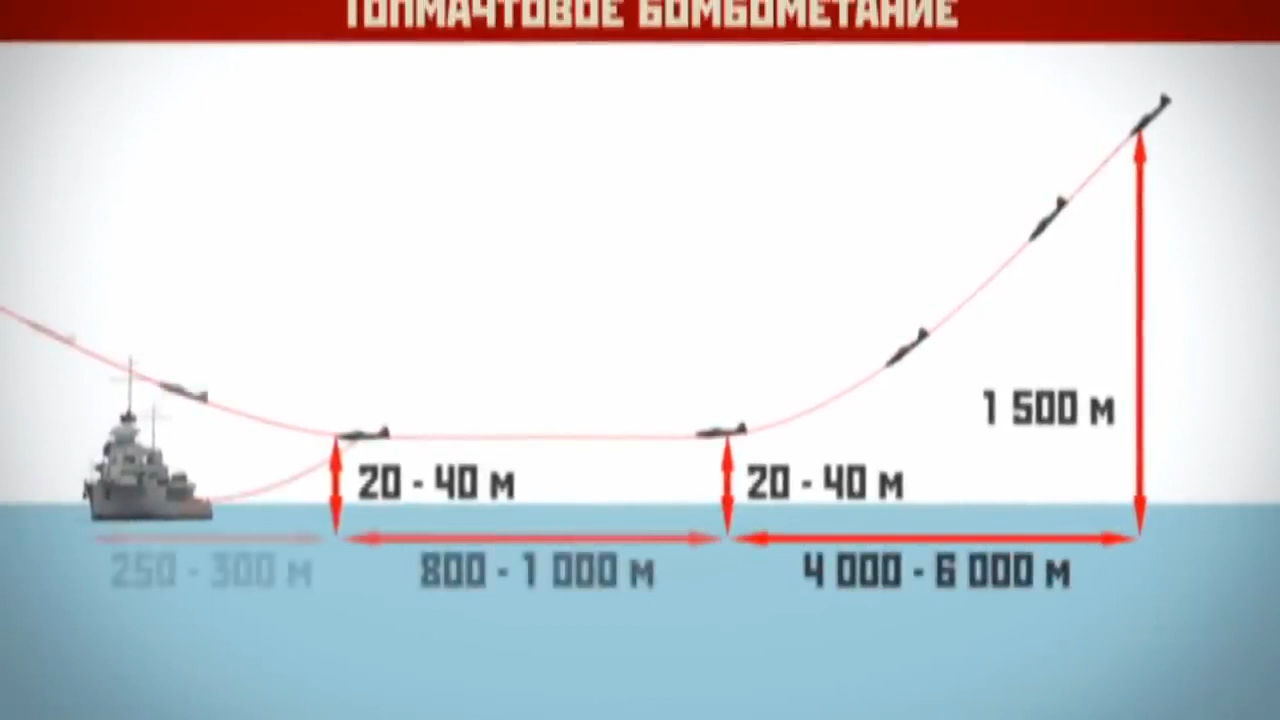 ТОПМАЧТОВОЕ БОМБОМЕТАНИЕ
1 500 м
20 - 40 м
20 - 40 м
250 - 300 м
800 - 1 000 м
4 000 - 6 000 м